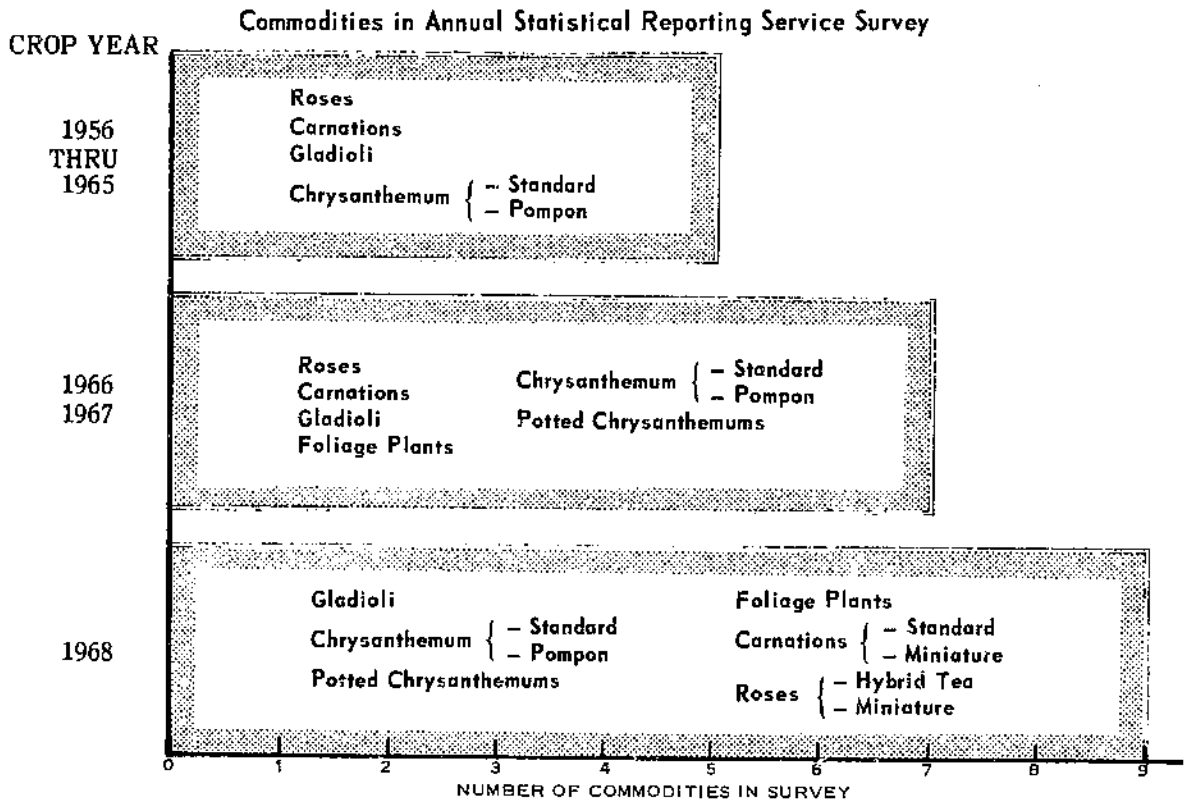 Commodities in Annual Statistical Reporting Service Survey
CROP YEAR
1956
THRU
1965
Roses
Carnations
Gladioli
Chrysanthemum { – Standard
– Pompon
1966
1967
Roses
Carnations
Gladioli
Foliage Plants
Chrysanthemum { – Standard
– Pompon
Potted Chrysanthemums
1968
Gladioli
Chrysanthemum { – Standard
– Pompon
Potted Chrysanthemums
Foliage Plants
Carnations { – Standard
– Miniature
Roses { – Hybrid Tea
– Miniature
0 1 2 3 4 5 6 7 8 9
NUMBER OF COMMODITIES IN SURVEY